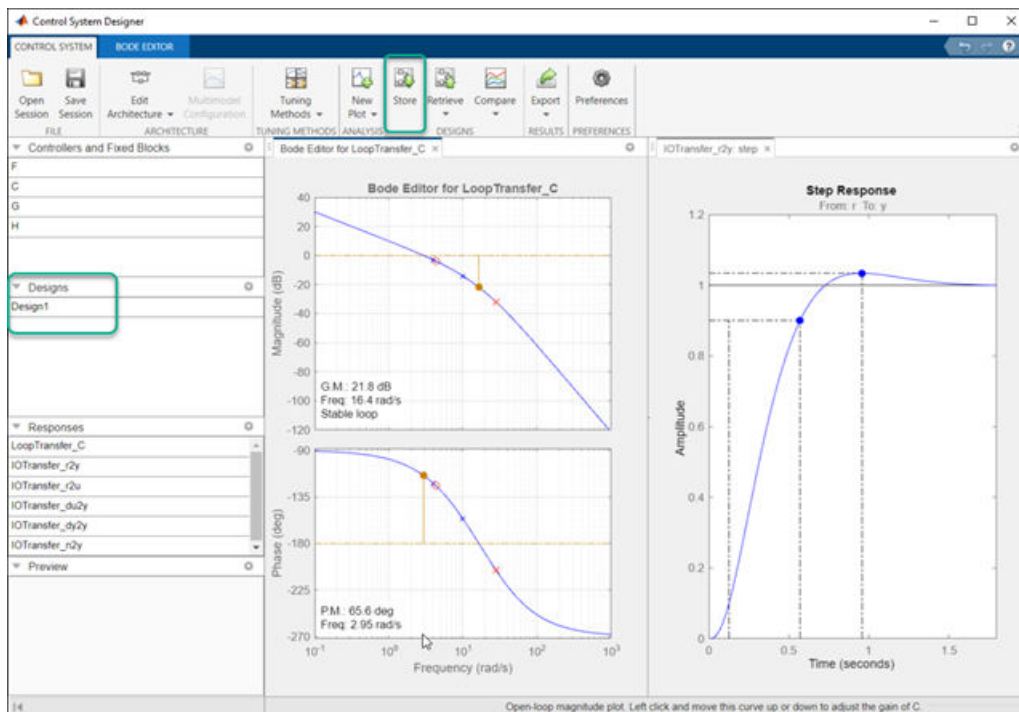 Control System Designer
CONTROL SYSTEM BODE EDITOR
Open Session
Save Session
Edit Architecture
Multimodel Configuration
Tuning Methods
New Plot
Store
Retrieve
Compare
Export
Preferences
FILE ARCHITECTURE TUNING METHODS ANALYSIS DESIGNS RESULTS PREFERENCES
Controllers and Fixed Blocks
F
C
G
H
Designs
Design1
Responses
LoopTransfer_C
IOTransfer_r2y
IOTransfer_r2u
IOTransfer_du2y
IOTransfer_dy2y
IOTransfer_n2y
Preview
Bode Editor for LoopTransfer_C
Bode Editor for LoopTransfer_C
40
20
0
-20
-40
-60
-80
-100
-120
Magnitude (dB)
G.M.: 21.8 dB
Freq: 16.4 rad/s
Stable loop
-90
-135
-180
-225
-270
Phase (deg)
P.M.: 65.6 deg
Freq: 2.95 rad/s
10-1 100 101 102 103
Frequency (rad/s)
IOTransfer_r2y: step
Step Response
From: r To: y
1.2
1
0.8
0.6
0.4
0.2
0
Amplitude
0 0.5 1 1.5
Time (seconds)
Open-loop magnitude plot. Left click and move this curve up or down to adjust the gain of C.